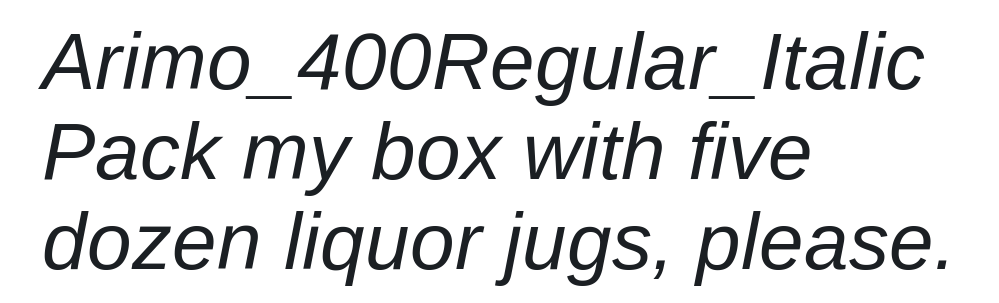 Arimo_400Regular_Italic
Pack my box with five
dozen liquor jugs, please.